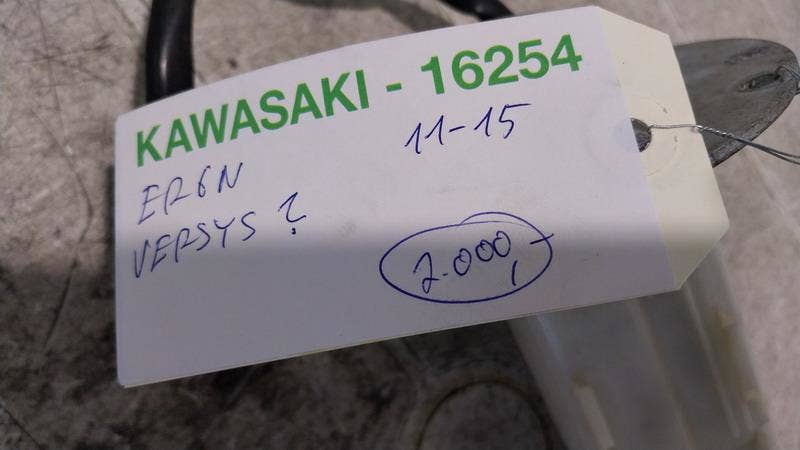 KAWASAKI - 16254
11-15
ER6N
VERSYS ?
2.000,-